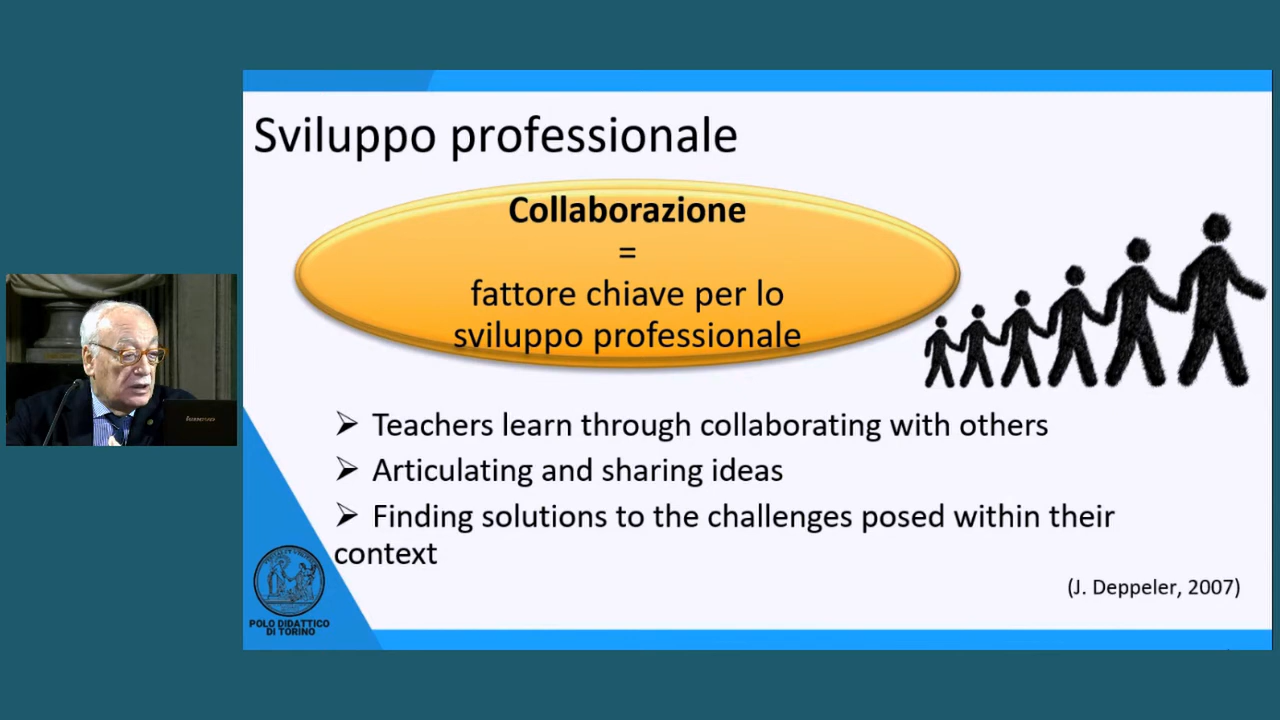 Sviluppo professionale
Collaborazione
=
fattore chiave per lo
sviluppo professionale
➢ Teachers learn through collaborating with others
➢ Articulating and sharing ideas
➢ Finding solutions to the challenges posed within their
context
(J. Deppeler, 2007)
POLO DIDATTICO
DI TORINO